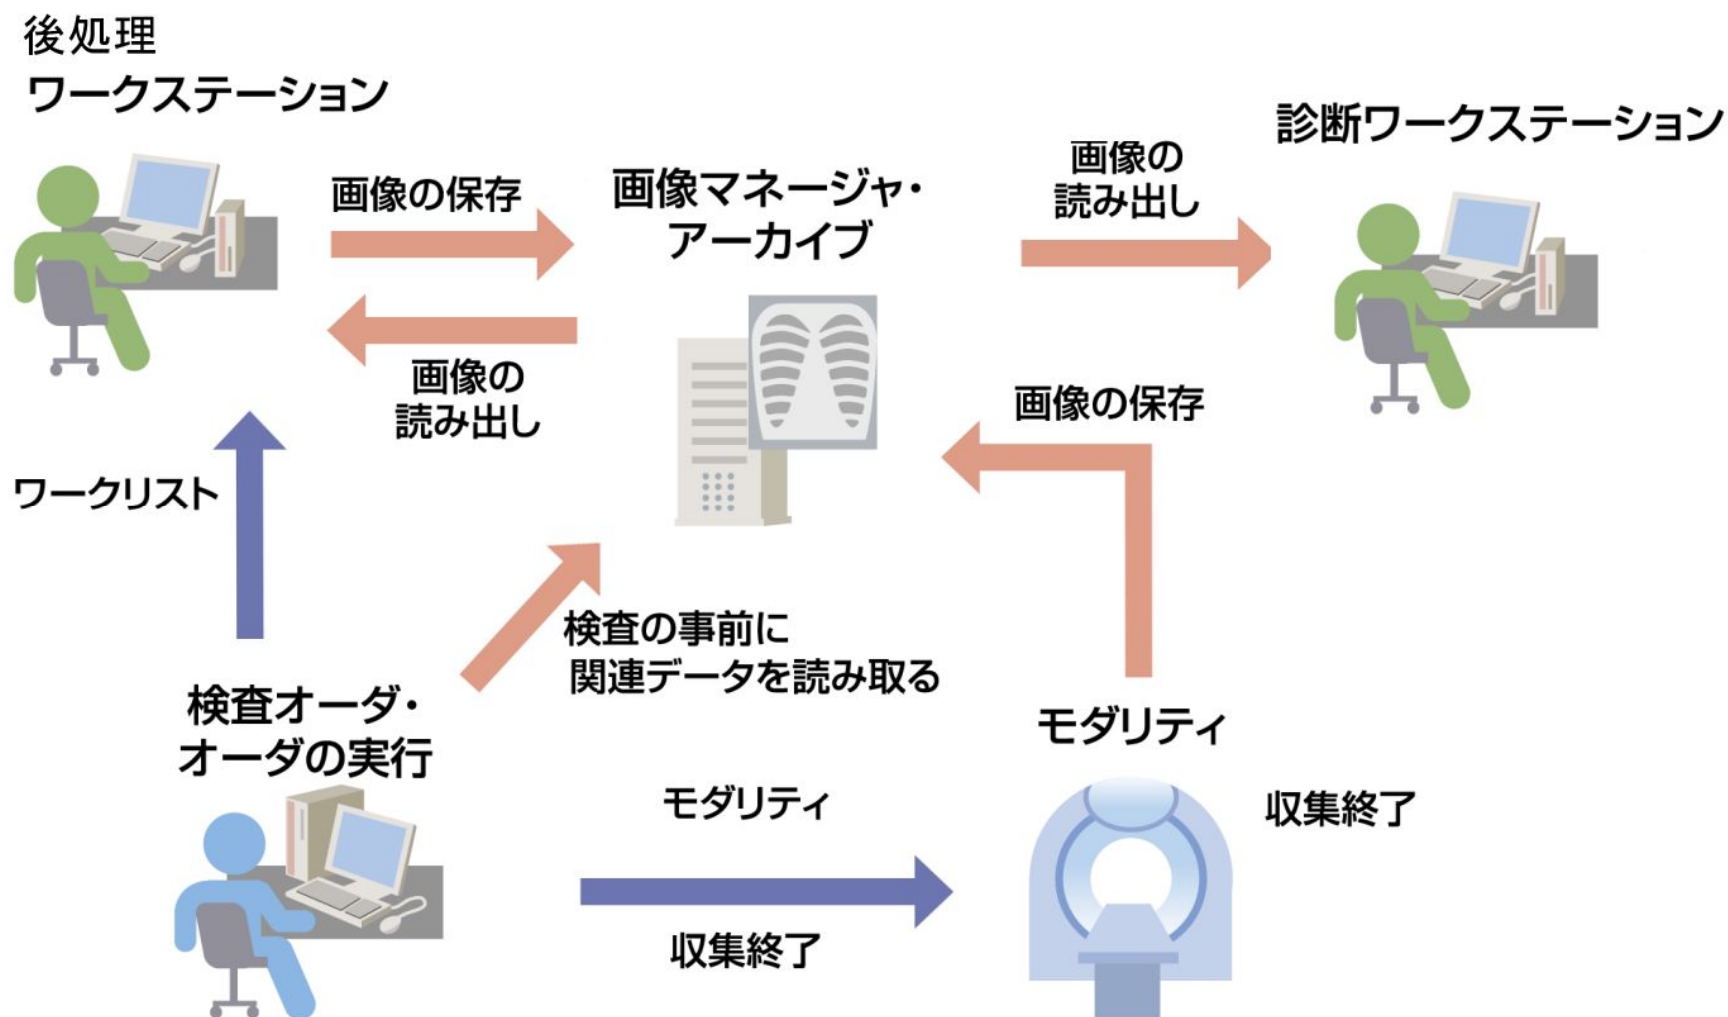 後処理
ワークステーション
画像の保存
画像マネージャ・
アーカイブ
画像の
読み出し
診断ワークステーション
画像の
読み出し
画像の保存
ワークリスト
検査の事前に
関連データを読み取る
検査オーダ・
オーダの実行
モダリティ
収集終了
モダリティ
収集終了